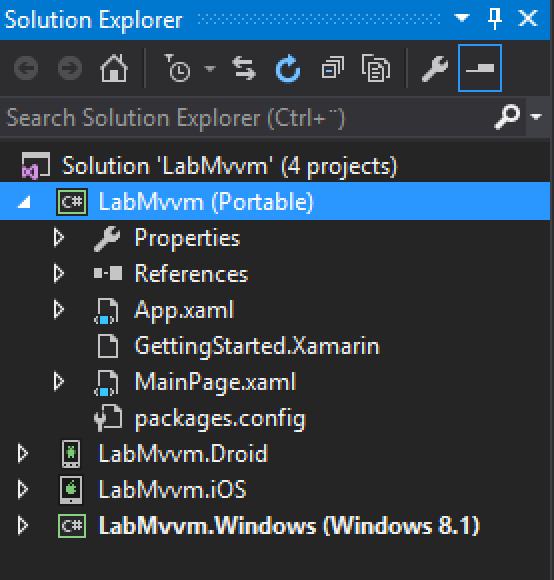 Solution Explorer
Search Solution Explorer (Ctrl+¨)
Solution 'LabMvvm' (4 projects)
C# LabMvvm (Portable)
Properties
References
App.xaml
GettingStarted.Xamarin
MainPage.xaml
packages.config
LabMvvm.Droid
LabMvvm.iOS
C# LabMvvm.Windows (Windows 8.1)